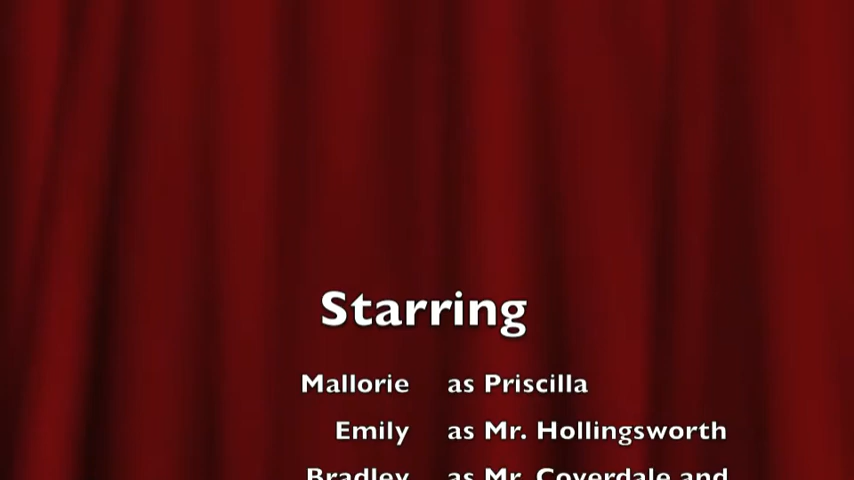 Starring
Mallorie as Priscilla
Emily as Mr. Hollingsworth
Bradley as Mr. Coverdale and